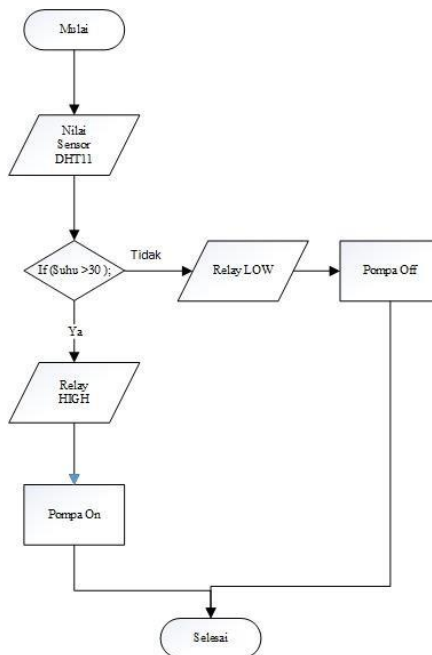 Mulai
Nilai
Sensor
DHT11
If (Suhu >30 );
Tidak
Relay LOW
Pompa Off
Ya
Relay
HIGH
Pompa On
Selesai